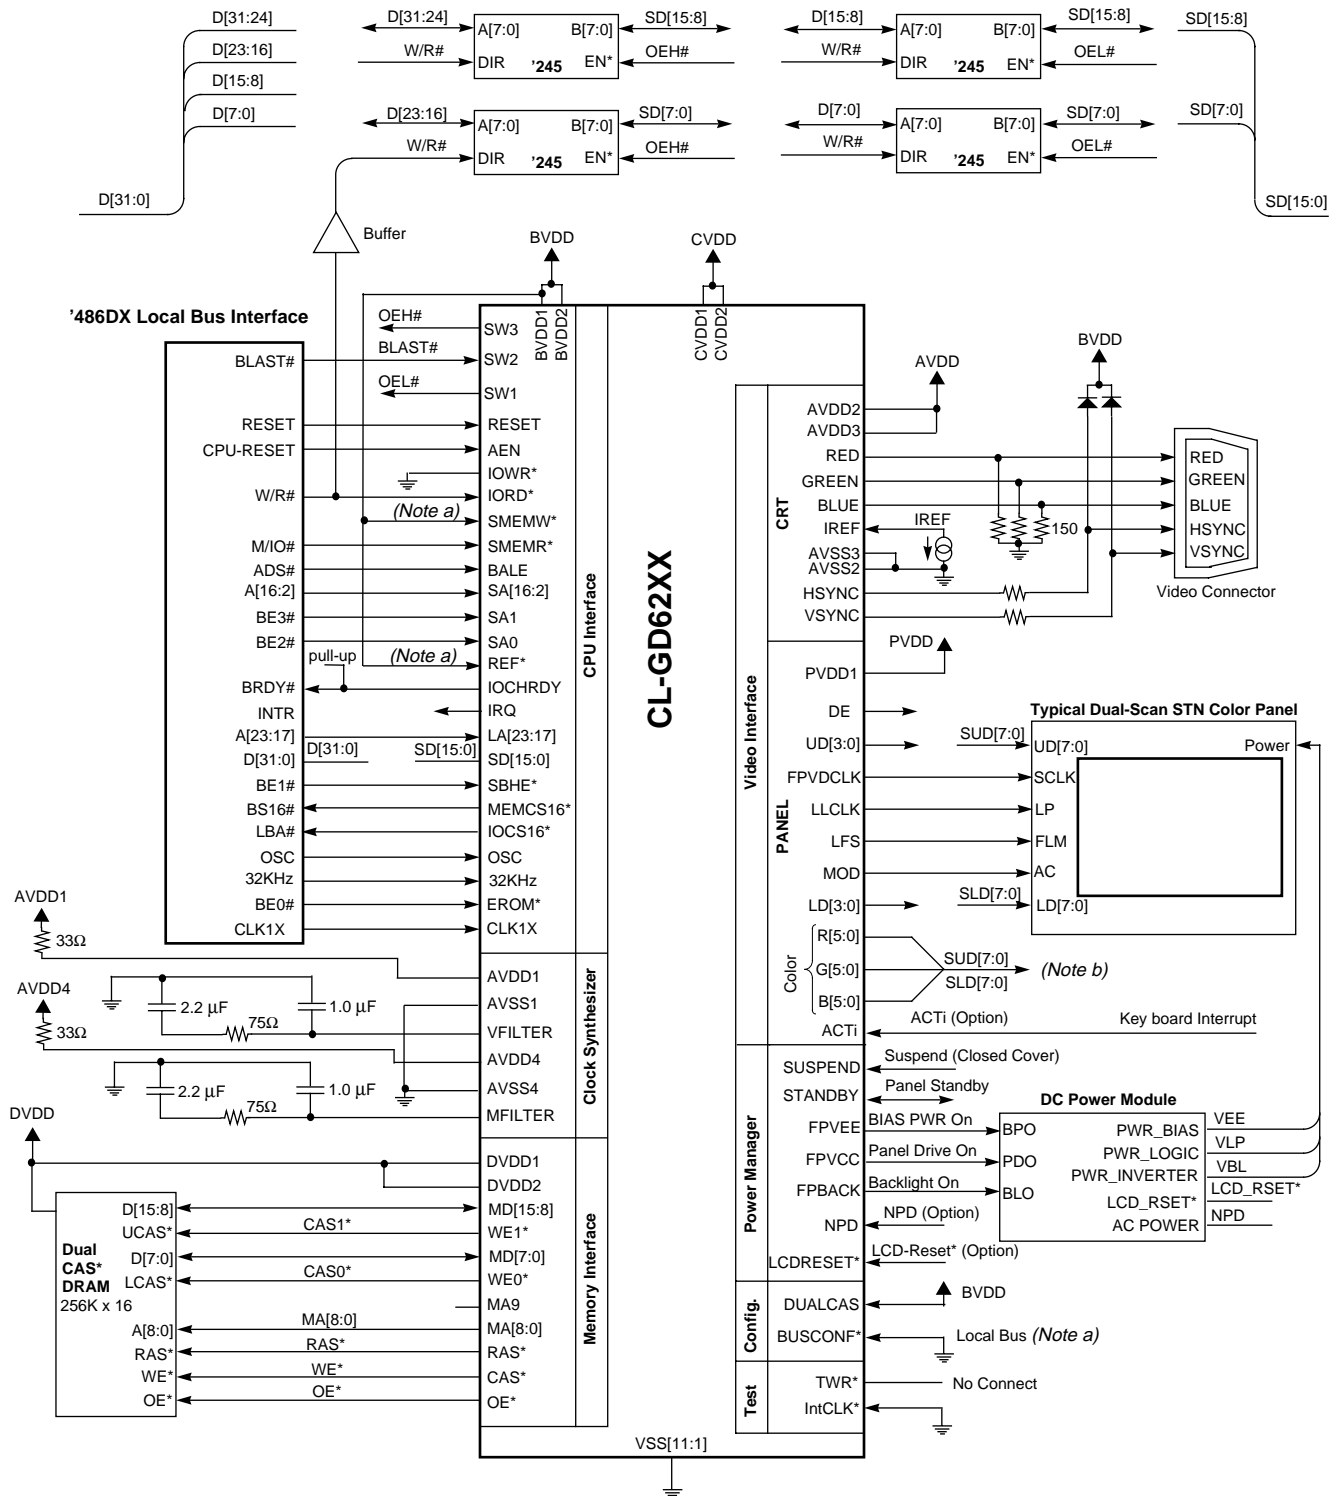 D[31:24]
D[23:16]
D[15:8]
D[7:0]
D[31:0]
D[31:24]
W/R#
A[7:0] B[7:0]
DIR '245 EN*
SD[15:8]
OEH#
D[15:8]
W/R#
A[7:0] B[7:0]
DIR '245 EN*
SD[15:8]
OEL#
D[23:16]
W/R#
A[7:0] B[7:0]
DIR '245 EN*
SD[7:0]
OEH#
D[7:0]
W/R#
A[7:0] B[7:0]
DIR '245 EN*
SD[7:0]
OEL#
SD[15:8]
SD[7:0]
SD[15:0]
Buffer
BVDD
CVDD
'486DX Local Bus Interface
BLAST#
RESET
CPU-RESET
W/R#
M/IO#
ADS#
A[16:2]
BE3#
BE2#
BRDY#
INTR
A[23:17]
D[31:0]
BE1#
BS16#
LBA#
OSC
32KHz
BE0#
CLK1X
OEH#
BLAST#
OEL#
(Note a)
pull-up
(Note a)
D[31:0]
SD[15:0]
BVDD1
BVDD2
CVDD1
CVDD2
SW3
SW2
SW1
RESET
AEN
IOWR*
IORD*
SMEMW*
SMEMR*
BALE
SA[16:2]
SA1
SA0
REF*
IOCHRDY
IRQ
LA[23:17]
SD[15:0]
SBHE*
MEMCS16*
IOCS16*
OSC
32KHz
EROM*
CLK1X
CPU Interface
CL-GD62XX
AVDD1
33Ω
AVDD4
33Ω
2.2 µF
1.0 µF
75Ω
2.2 µF
1.0 µF
75Ω
AVDD1
AVSS1
VFILTER
AVDD4
AVSS4
MFILTER
Clock Synthesizer
DVDD
DVDD1
DVDD2
MD[15:8]
WE1*
MD[7:0]
WE0*
MA9
MA[8:0]
RAS*
CAS*
OE*
Memory Interface
CAS1*
CAS0*
MA[8:0]
RAS*
WE*
OE*
Dual
CAS*
DRAM
256K x 16
D[15:8]
UCAS*
D[7:0]
LCAS*
A[8:0]
RAS*
WE*
OE*
VSS[11:1]
Video Interface
CRT
AVDD2
AVDD3
RED
GREEN
BLUE
IREF
AVSS3
AVSS2
HSYNC
VSYNC
AVDD
IREF
150
BVDD
RED
GREEN
BLUE
HSYNC
VSYNC
Video Connector
PANEL
PVDD
PVDD1
DE
UD[3:0]
FPVDCLK
LLCLK
LFS
MOD
LD[3:0]
Color
R[5:0]
G[5:0]
B[5:0]
ACTi
SUD[7:0]
SLD[7:0]
Typical Dual-Scan STN Color Panel
UD[7:0]
Power
SCLK
LP
FLM
AC
LD[7:0]
SUD[7:0]
SLD[7:0]
(Note b)
ACTi (Option)
Key board Interrupt
Power Manager
SUSPEND
STANDBY
FPVEE
FPVCC
FPBACK
NPD
LCDRESET*
Suspend (Closed Cover)
Panel Standby
BIAS PWR On
Panel Drive On
Backlight On
NPD (Option)
LCD-Reset* (Option)
DC Power Module
BPO
PDO
BLO
PWR_BIAS
PWR_LOGIC
PWR_INVERTER
LCD_RSET*
AC POWER
VEE
VLP
VBL
LCD_RSET*
NPD
Config.
DUALCAS
BUSCONF*
BVDD
Local Bus (Note a)
Test
TWR*
IntCLK*
No Connect